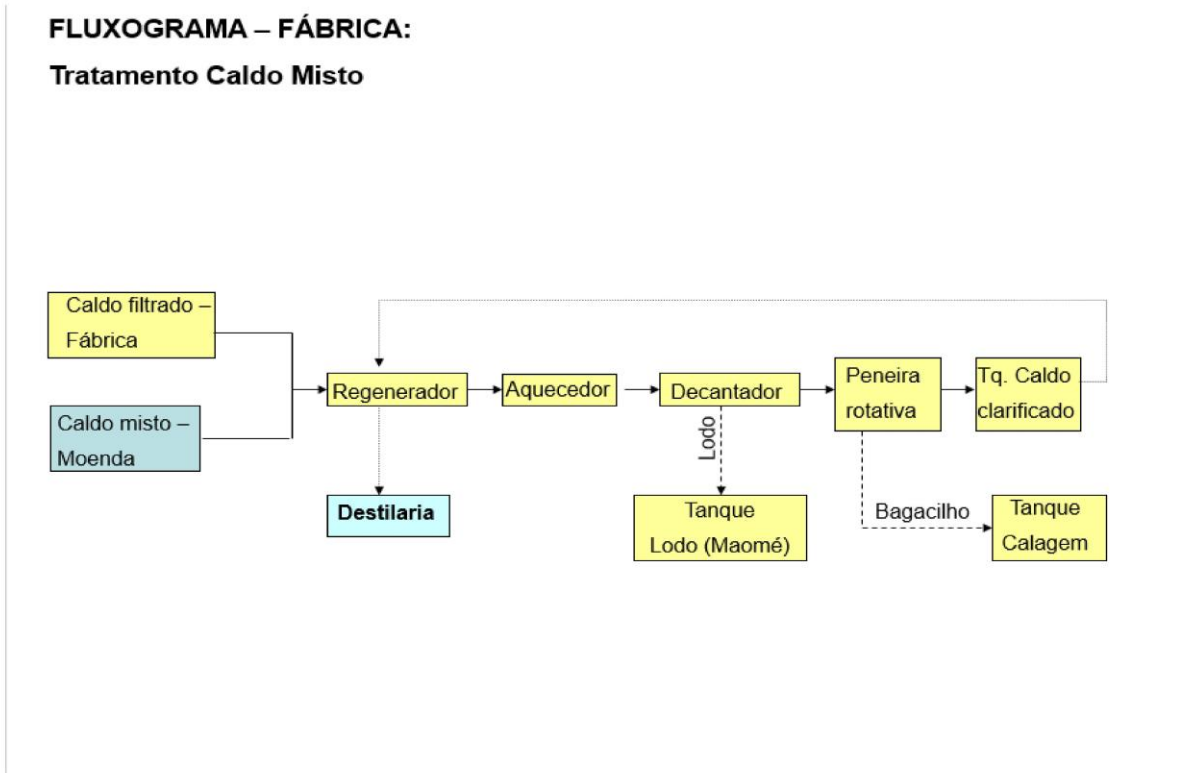 FLUXOGRAMA – FÁBRICA:
Tratamento Caldo Misto
Caldo filtrado –
Fábrica
Caldo misto –
Moenda
Regenerador
Aquecedor
Decantador
Peneira
rotativa
Tq. Caldo
clarificado
Lodo
Destilaria
Tanque
Lodo (Maomé)
Bagacilho
Tanque
Calagem